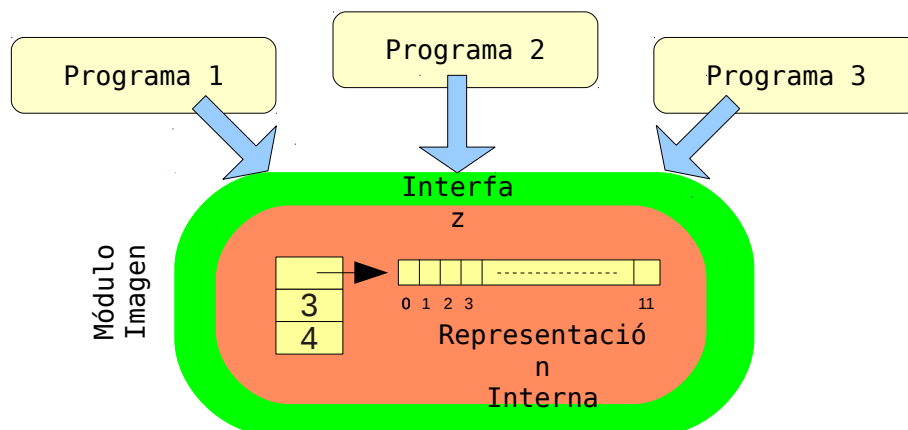 Programa 1
Programa 2
Programa 3
Interfa
z
Módulo
Imagen
3
4
0 1 2 3 11
Representació
n
Interna